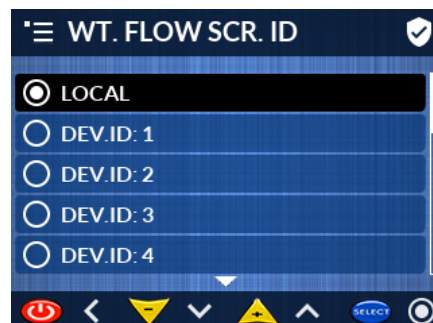 WT. FLOW SCR. ID
LOCAL
DEV.ID: 1
DEV.ID: 2
DEV.ID: 3
DEV.ID: 4
SELECT